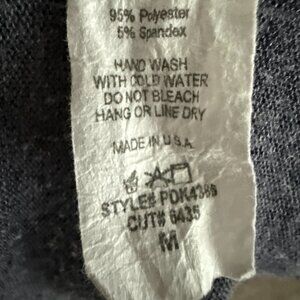 95% Polyester
5% Spandex
HAND WASH
WITH COLD WATER
DO NOT BLEACH
HANG OR LINE DRY
MADE IN U.S.A.
STYLE#
CUT# 6435
M